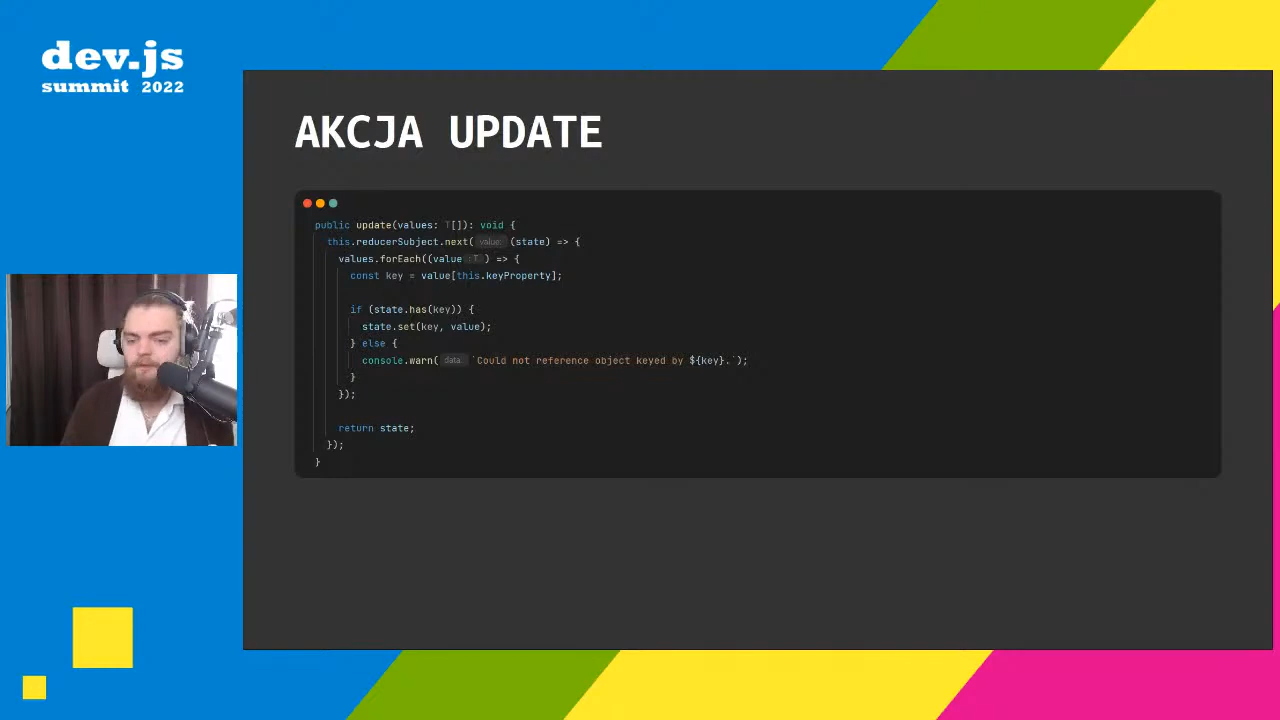 dev.js
summit 2022
AKCJA UPDATE
public update(values: T[]): void {
this.reducerSubject.next( value: (state) => {
values.forEach((value :T ) => {
const key = value[this.keyProperty];
if (state.has(key)) {
state.set(key, value);
} else {
console.warn( data: `Could not reference object keyed by ${key}.`);
}
});
return state;
});
}